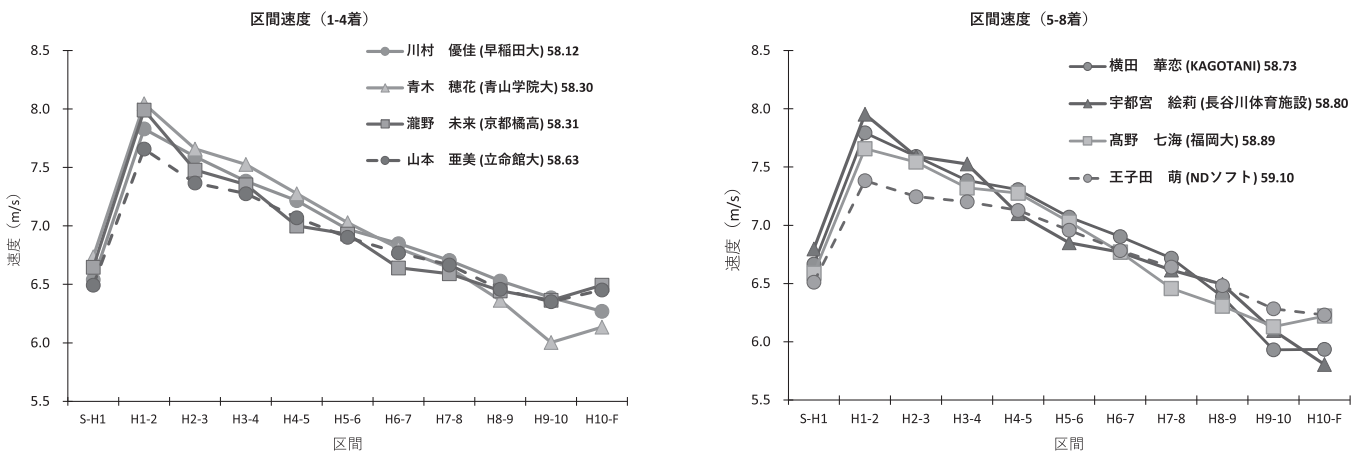 区間速度（1-4着）
川村　優佳 (早稲田大) 58.12
青木　穂花 (青山学院大) 58.30
瀧野　未来 (京都橘高) 58.31
山本　亜美 (立命館大) 58.63
8.5
8.0
7.5
7.0
6.5
6.0
5.5
速度（m/s）
S-H1 H1-2 H2-3 H3-4 H4-5 H5-6 H6-7 H7-8 H8-9 H9-10 H10-F
区間
区間速度（5-8着）
横田　華恋 (KAGOTANI) 58.73
宇都宮　絵莉 (長谷川体育施設) 58.80
髙野　七海 (福岡大) 58.89
王子田　萌 (NDソフト) 59.10
8.5
8.0
7.5
7.0
6.5
6.0
5.5
速度（m/s）
S-H1 H1-2 H2-3 H3-4 H4-5 H5-6 H6-7 H7-8 H8-9 H9-10 H10-F
区間